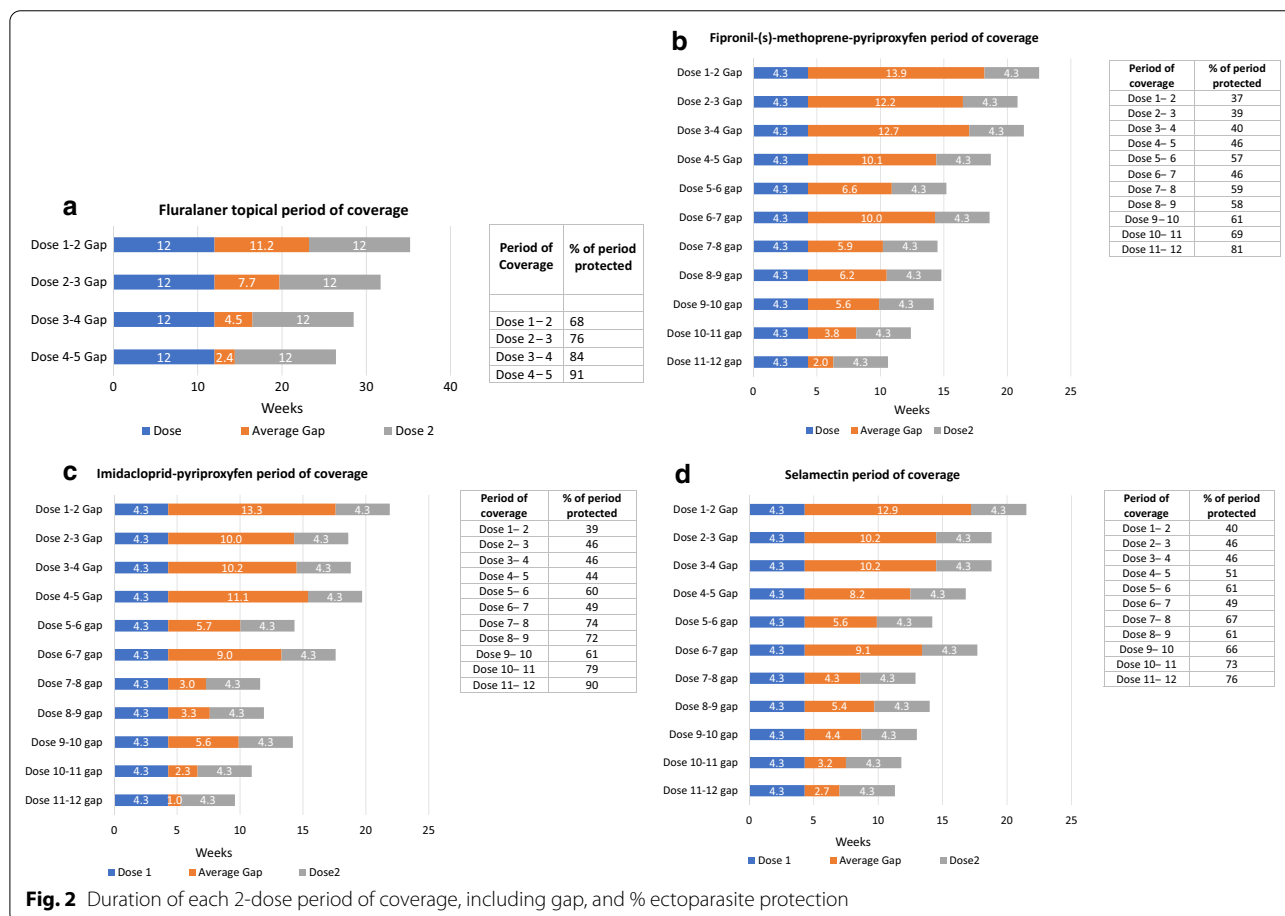 a
Fluralaner topical period of coverage
Dose 1-2 Gap 12 11.2 12
Dose 2-3 Gap 12 7.7 12
Dose 3-4 Gap 12 4.5 12
Dose 4-5 Gap 12 2.4 12
0 10 20 30 40
Weeks
Dose Average Gap Dose 2
Period of Coverage % of period protected
Dose 1–2 68
Dose 2–3 76
Dose 3–4 84
Dose 4–5 91
b
Fipronil-(s)-methoprene-pyriproxyfen period of coverage
Dose 1-2 Gap 4.3 13.9 4.3
Dose 2-3 Gap 4.3 12.2 4.3
Dose 3-4 Gap 4.3 12.7 4.3
Dose 4-5 Gap 4.3 10.1 4.3
Dose 5-6 gap 4.3 6.6 4.3
Dose 6-7 gap 4.3 10.0 4.3
Dose 7-8 gap 4.3 5.9 4.3
Dose 8-9 gap 4.3 6.2 4.3
Dose 9-10 gap 4.3 5.6 4.3
Dose 10-11 gap 4.3 3.8 4.3
Dose 11-12 gap 4.3 2.0 4.3
0 5 10 15 20 25
Weeks
Dose Average Gap Dose2
Period of coverage % of period protected
Dose 1– 2 37
Dose 2– 3 39
Dose 3– 4 40
Dose 4– 5 46
Dose 5– 6 57
Dose 6– 7 46
Dose 7– 8 59
Dose 8– 9 58
Dose 9– 10 61
Dose 10– 11 69
Dose 11– 12 81
c
Imidacloprid-pyriproxyfen period of coverage
Dose 1-2 Gap 4.3 13.3 4.3
Dose 2-3 Gap 4.3 10.0 4.3
Dose 3-4 Gap 4.3 10.2 4.3
Dose 4-5 Gap 4.3 11.1 4.3
Dose 5-6 gap 4.3 5.7 4.3
Dose 6-7 gap 4.3 9.0 4.3
Dose 7-8 gap 4.3 3.0 4.3
Dose 8-9 gap 4.3 3.3 4.3
Dose 9-10 gap 4.3 5.6 4.3
Dose 10-11 gap 4.3 2.3 4.3
Dose 11-12 gap 4.3 1.0 4.3
0 5 10 15 20 25
Weeks
Dose 1 Average Gap Dose2
Period of coverage % of period protected
Dose 1– 2 39
Dose 2– 3 46
Dose 3– 4 46
Dose 4– 5 44
Dose 5– 6 60
Dose 6– 7 49
Dose 7– 8 74
Dose 8– 9 72
Dose 9– 10 61
Dose 10– 11 79
Dose 11– 12 90
d
Selamectin period of coverage
Dose 1-2 Gap 4.3 12.9 4.3
Dose 2-3 Gap 4.3 10.2 4.3
Dose 3-4 Gap 4.3 10.2 4.3
Dose 4-5 Gap 4.3 8.2 4.3
Dose 5-6 gap 4.3 5.6 4.3
Dose 6-7 gap 4.3 9.1 4.3
Dose 7-8 gap 4.3 4.3 4.3
Dose 8-9 gap 4.3 5.4 4.3
Dose 9-10 gap 4.3 4.4 4.3
Dose 10-11 gap 4.3 3.2 4.3
Dose 11-12 gap 4.3 2.7 4.3
0 5 10 15 20 25
Weeks
Dose 1 Average Gap Dose2
Period of coverage % of period protected
Dose 1– 2 40
Dose 2– 3 46
Dose 3– 4 46
Dose 4– 5 51
Dose 5– 6 61
Dose 6– 7 49
Dose 7– 8 67
Dose 8– 9 61
Dose 9– 10 66
Dose 10– 11 73
Dose 11– 12 76
Fig. 2 Duration of each 2-dose period of coverage, including gap, and % ectoparasite protection